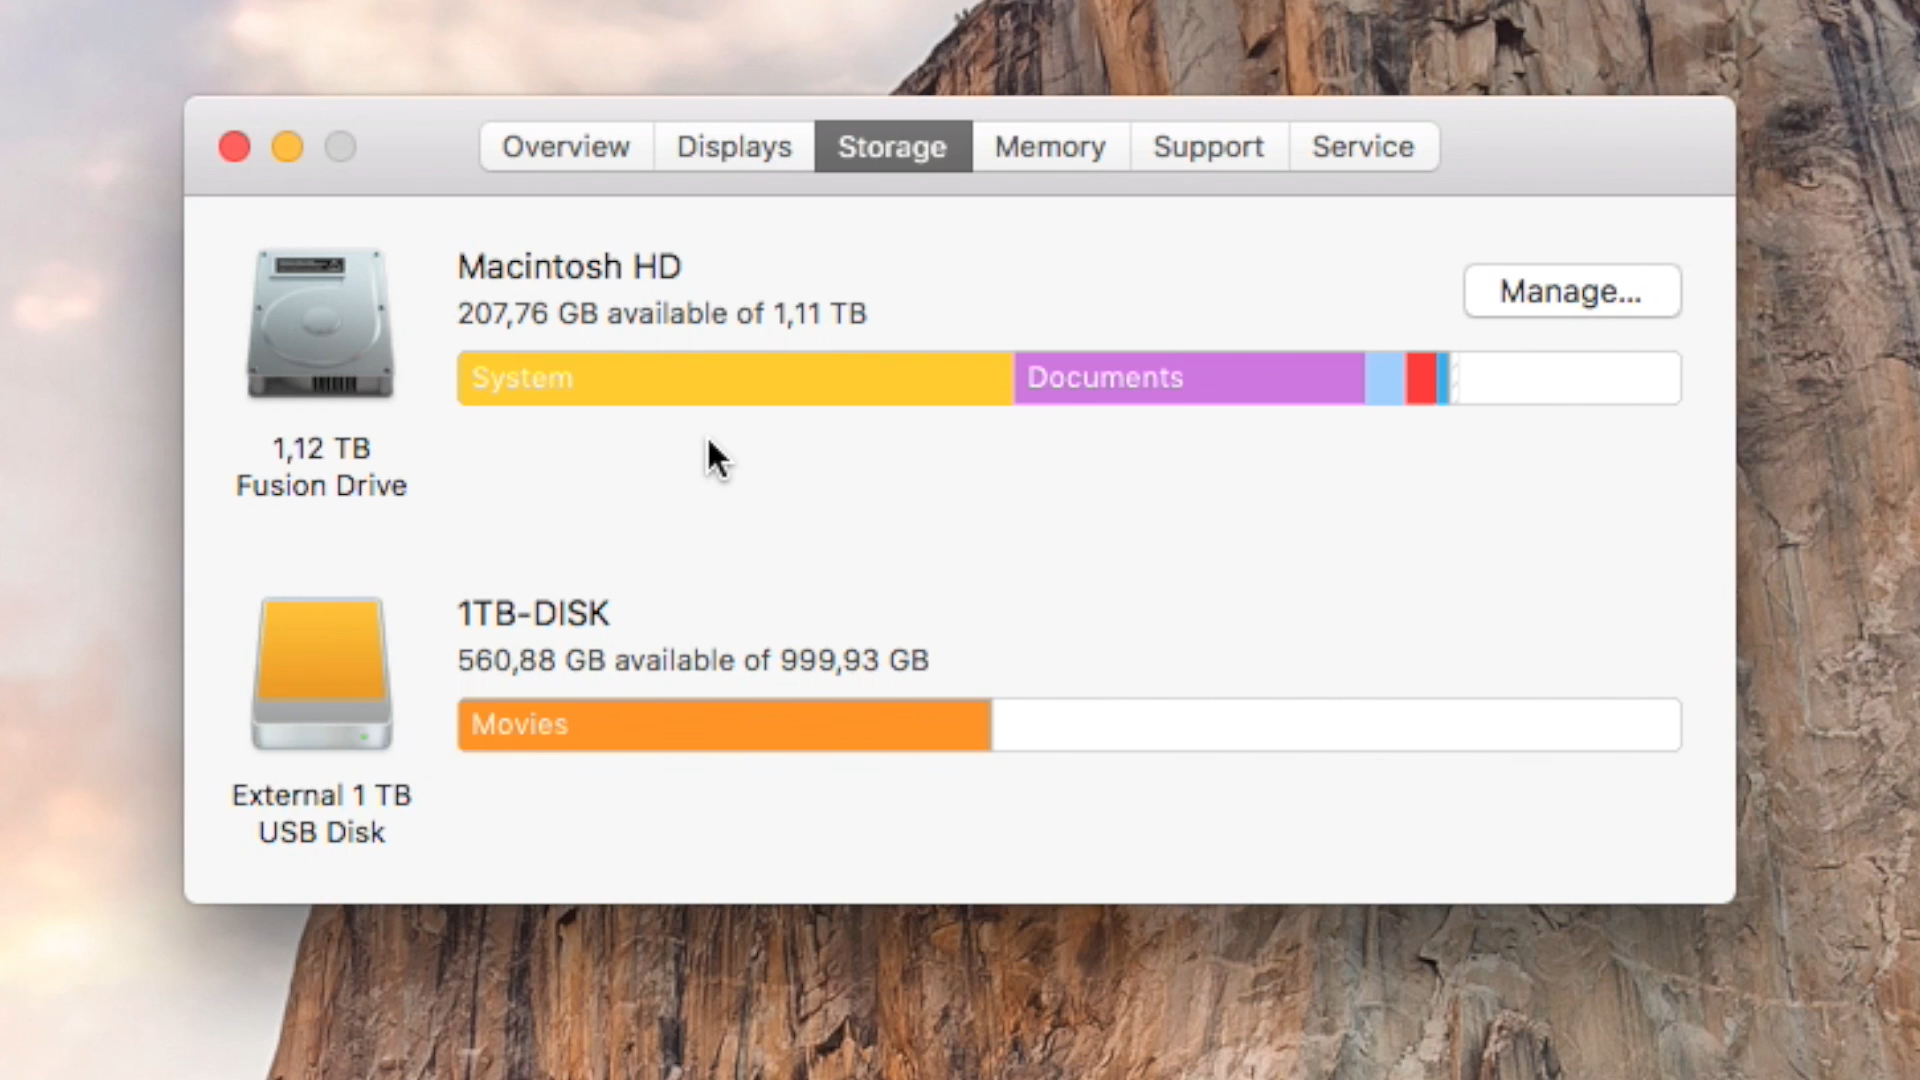 Overview Displays Storage Memory Support Service
Macintosh HD
207,76 GB available of 1,11 TB
Manage...
System Documents
1,12 TB
Fusion Drive
1TB-DISK
560,88 GB available of 999,93 GB
Movies
External 1 TB
USB Disk